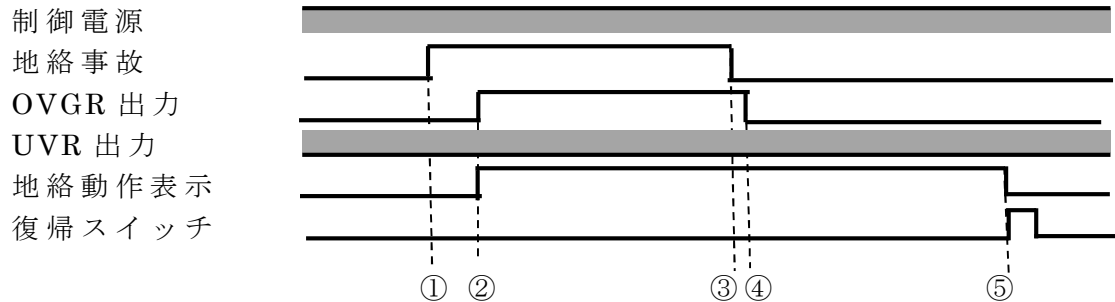 制御電源
地絡事故
OVGR 出力
UVR 出力
地絡動作表示
復帰スイッチ
① ② ③ ④ ⑤